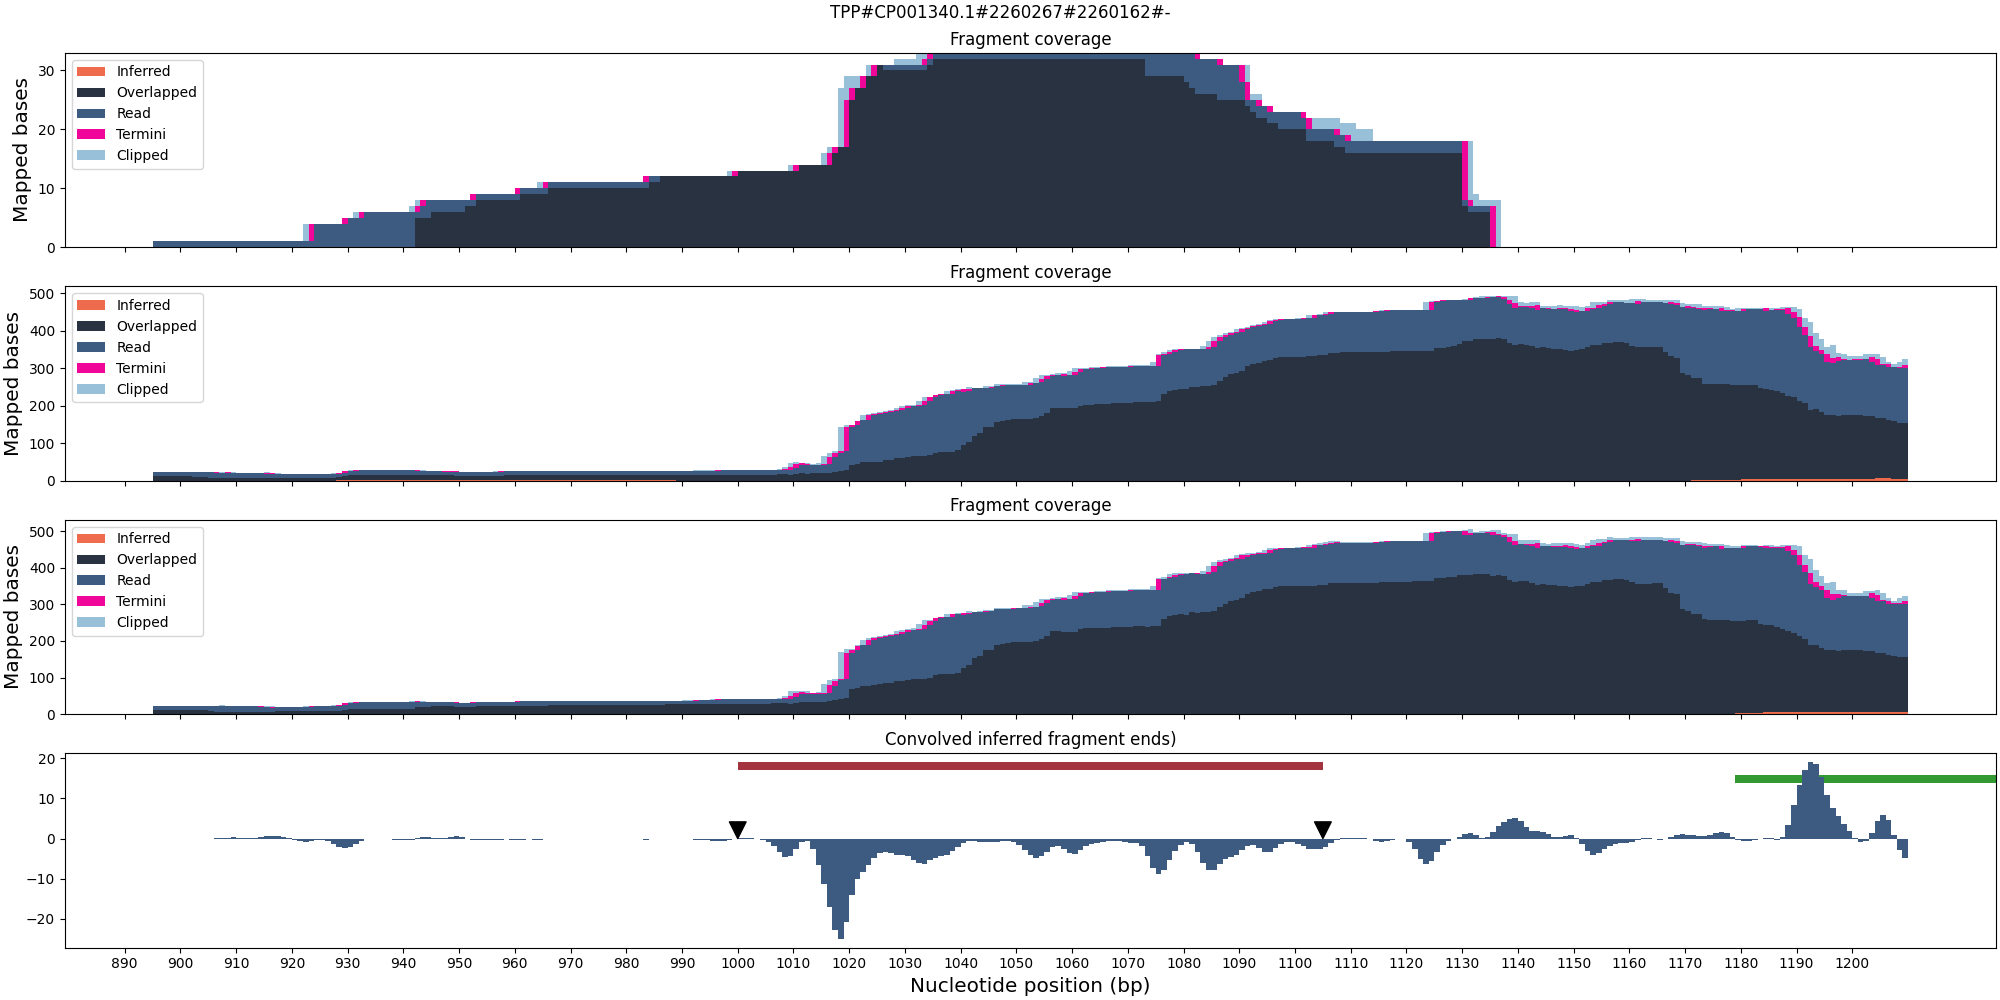 TPP#CP001340.1#2260267#2260162#-
Fragment coverage
Mapped bases
30
20
10
0
Inferred
Overlapped
Read
Termini
Clipped
Fragment coverage
Mapped bases
500
400
300
200
100
0
Inferred
Overlapped
Read
Termini
Clipped
Fragment coverage
Mapped bases
500
400
300
200
100
0
Inferred
Overlapped
Read
Termini
Clipped
Convolved inferred fragment ends)
20
10
0
−10
−20
890 900 910 920 930 940 950 960 970 980 990 1000 1010 1020 1030 1040 1050 1060 1070 1080 1090 1100 1110 1120 1130 1140 1150 1160 1170 1180 1190 1200
Nucleotide position (bp)